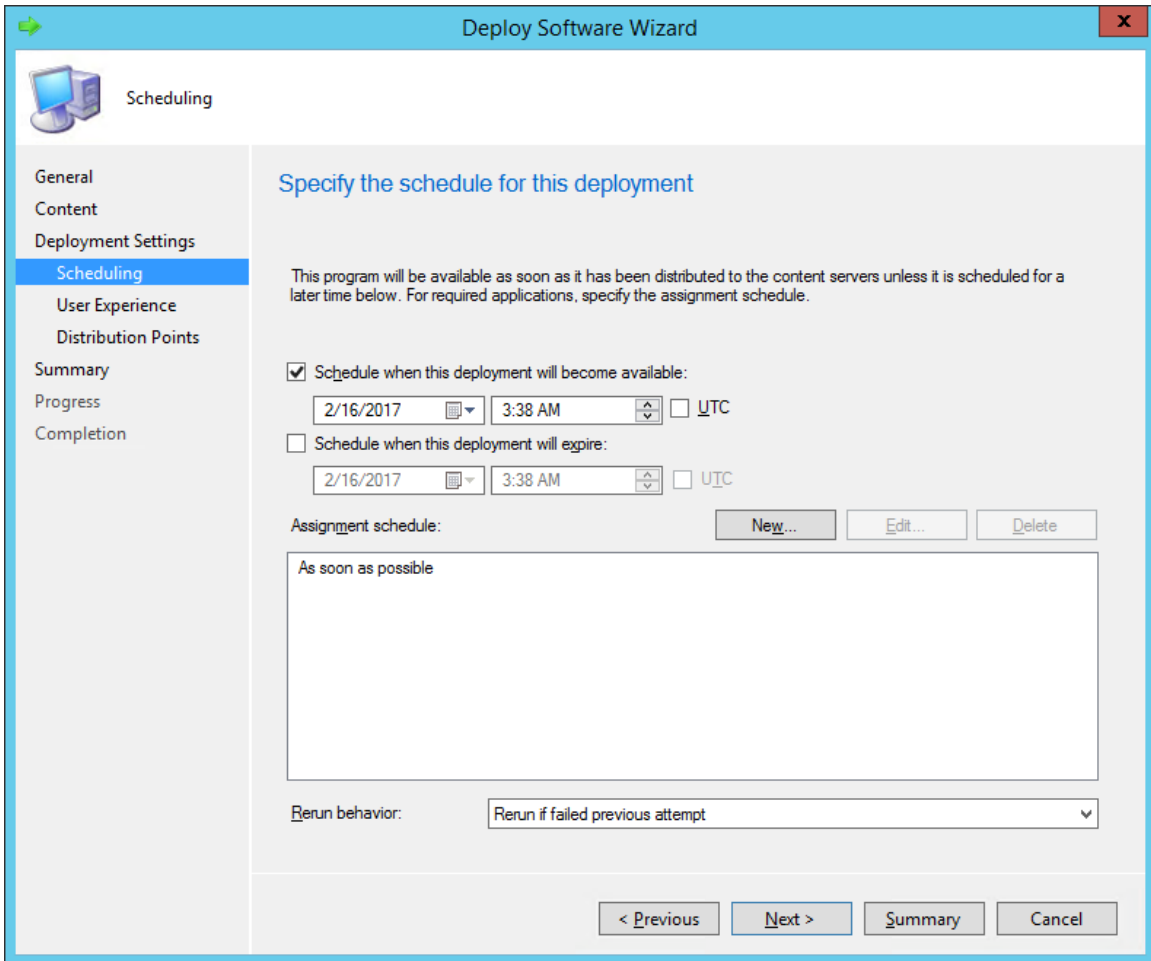 Deploy Software Wizard
x
Scheduling
General
Content
Deployment Settings
Scheduling
User Experience
Distribution Points
Summary
Progress
Completion
Specify the schedule for this deployment
This program will be available as soon as it has been distributed to the content servers unless it is scheduled for a
later time below. For required applications, specify the assignment schedule.
Schedule when this deployment will become available:
2/16/2017 3:38 AM UTC
Schedule when this deployment will expire:
2/16/2017 3:38 AM UTC
Assignment schedule: New... Edit... Delete
As soon as possible
Rerun behavior: Rerun if failed previous attempt
< Previous Next > Summary Cancel